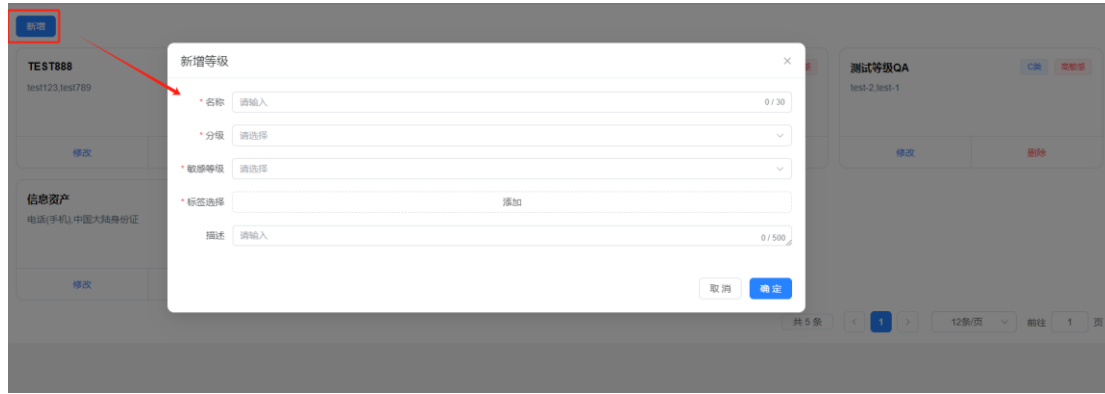 新增
TEST888
test123,test789
修改
新增等级
* 名称 请输入 0 / 30
* 分级 请选择
* 敏感等级 请选择
* 标签选择 添加
描述 请输入 0 / 500
取消 确定
测试等级QA C类 高敏感
test-2,test-1
修改 删除
信息资产
电话(手机),中国大陆身份证
修改
共 5 条 1 12条/页 前往 1 页